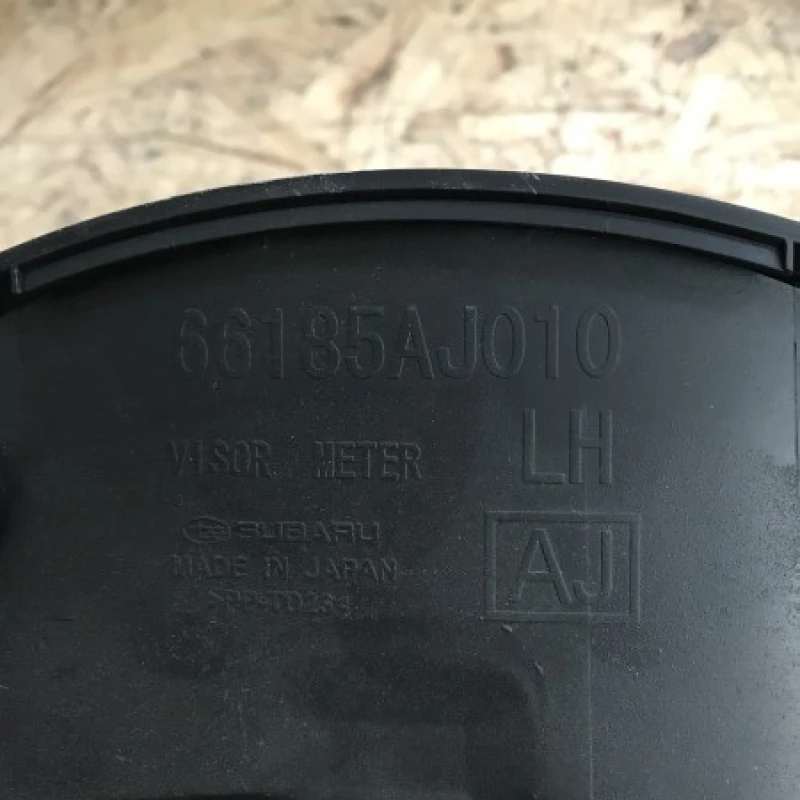 66185AJ010
VISOR. METER LH
SUBARU
MADE IN JAPAN
AJ